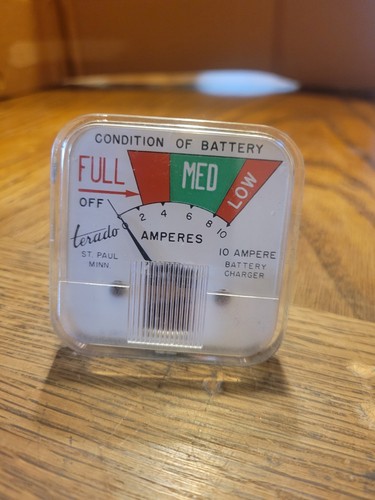 CONDITION OF BATTERY
FULL
MED
LOW
OFF
0 2 4 6 8 10
terado
AMPERES
ST. PAUL
MINN
10 AMPERE
BATTERY
CHARGER